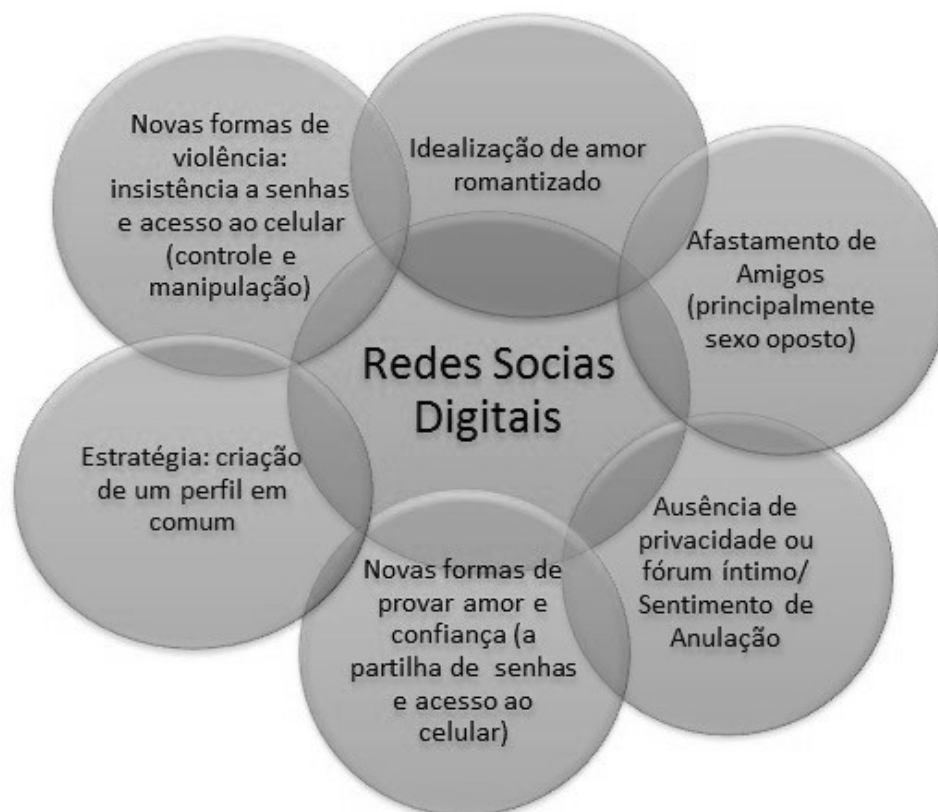 Novas formas de
violência:
insistência a senhas
e acesso ao celular
(controle e
manipulação)
Idealização de amor
romantizado
Afastamento de
Amigos
(principalmente
sexo oposto)
Redes Socias
Digitais
Estratégia: criação
de um perfil em
comum
Novas formas de
provar amor e
confiança (a
partilha de senhas
e acesso ao
celular)
Ausência de
privacidade ou
fórum íntimo/
Sentimento de
Anulação